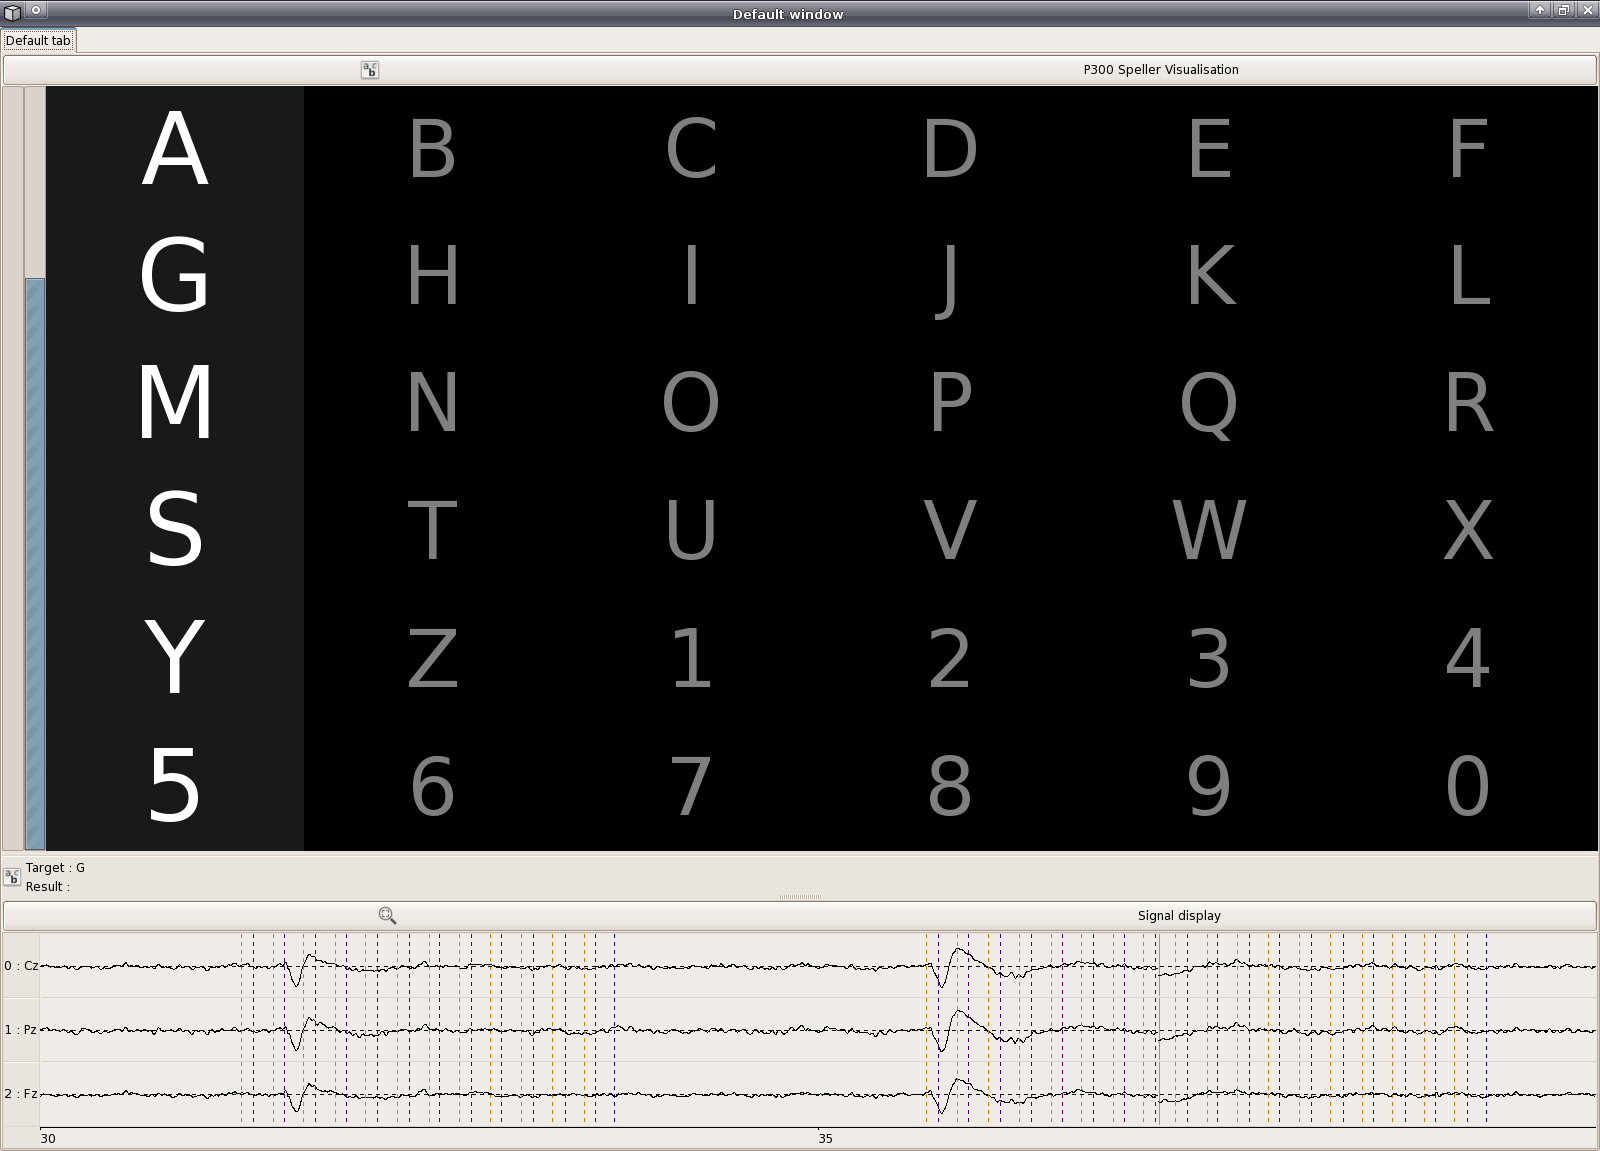 Default window
Default tab
P300 Speller Visualisation
A B C D E F
G H I J K L
M N O P Q R
S T U V W X
Y Z 1 2 3 4
5 6 7 8 9 0
Target : G
Result :
Signal display
0 : Cz
1 : Pz
2 : Fz
30 35